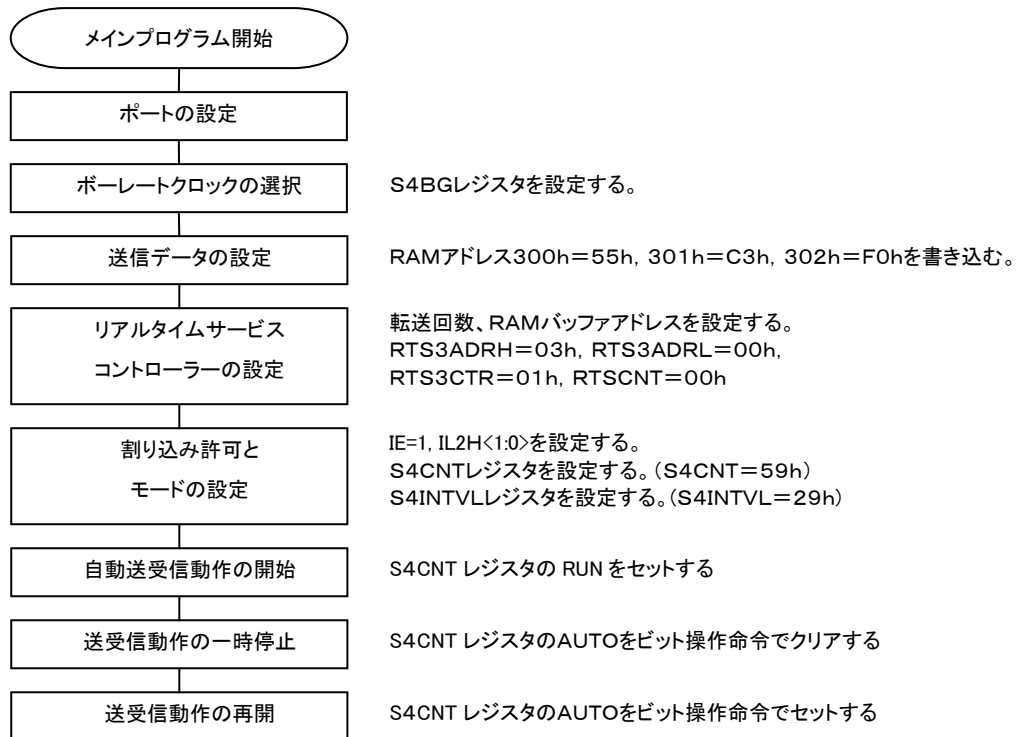 メインプログラム開始
ポートの設定
ボーレートクロックの選択
S4BGレジスタを設定する。
送信データの設定
RAMアドレス300h=55h, 301h=C3h, 302h=F0hを書き込む。
リアルタイムサービス
コントローラーの設定
転送回数、RAMバッファアドレスを設定する。
RTS3ADRH=03h, RTS3ADRL=00h,
RTS3CTR=01h, RTSCNT=00h
割り込み許可と
モードの設定
IE=1, IL2H<1:0>を設定する。
S4CNTレジスタを設定する。(S4CNT=59h)
S4INTVLレジスタを設定する。(S4INTVL=29h)
自動送受信動作の開始
S4CNT レジスタの RUN をセットする
送受信動作の一時停止
S4CNT レジスタのAUTOをビット操作命令でクリアする
送受信動作の再開
S4CNT レジスタのAUTOをビット操作命令でセットする